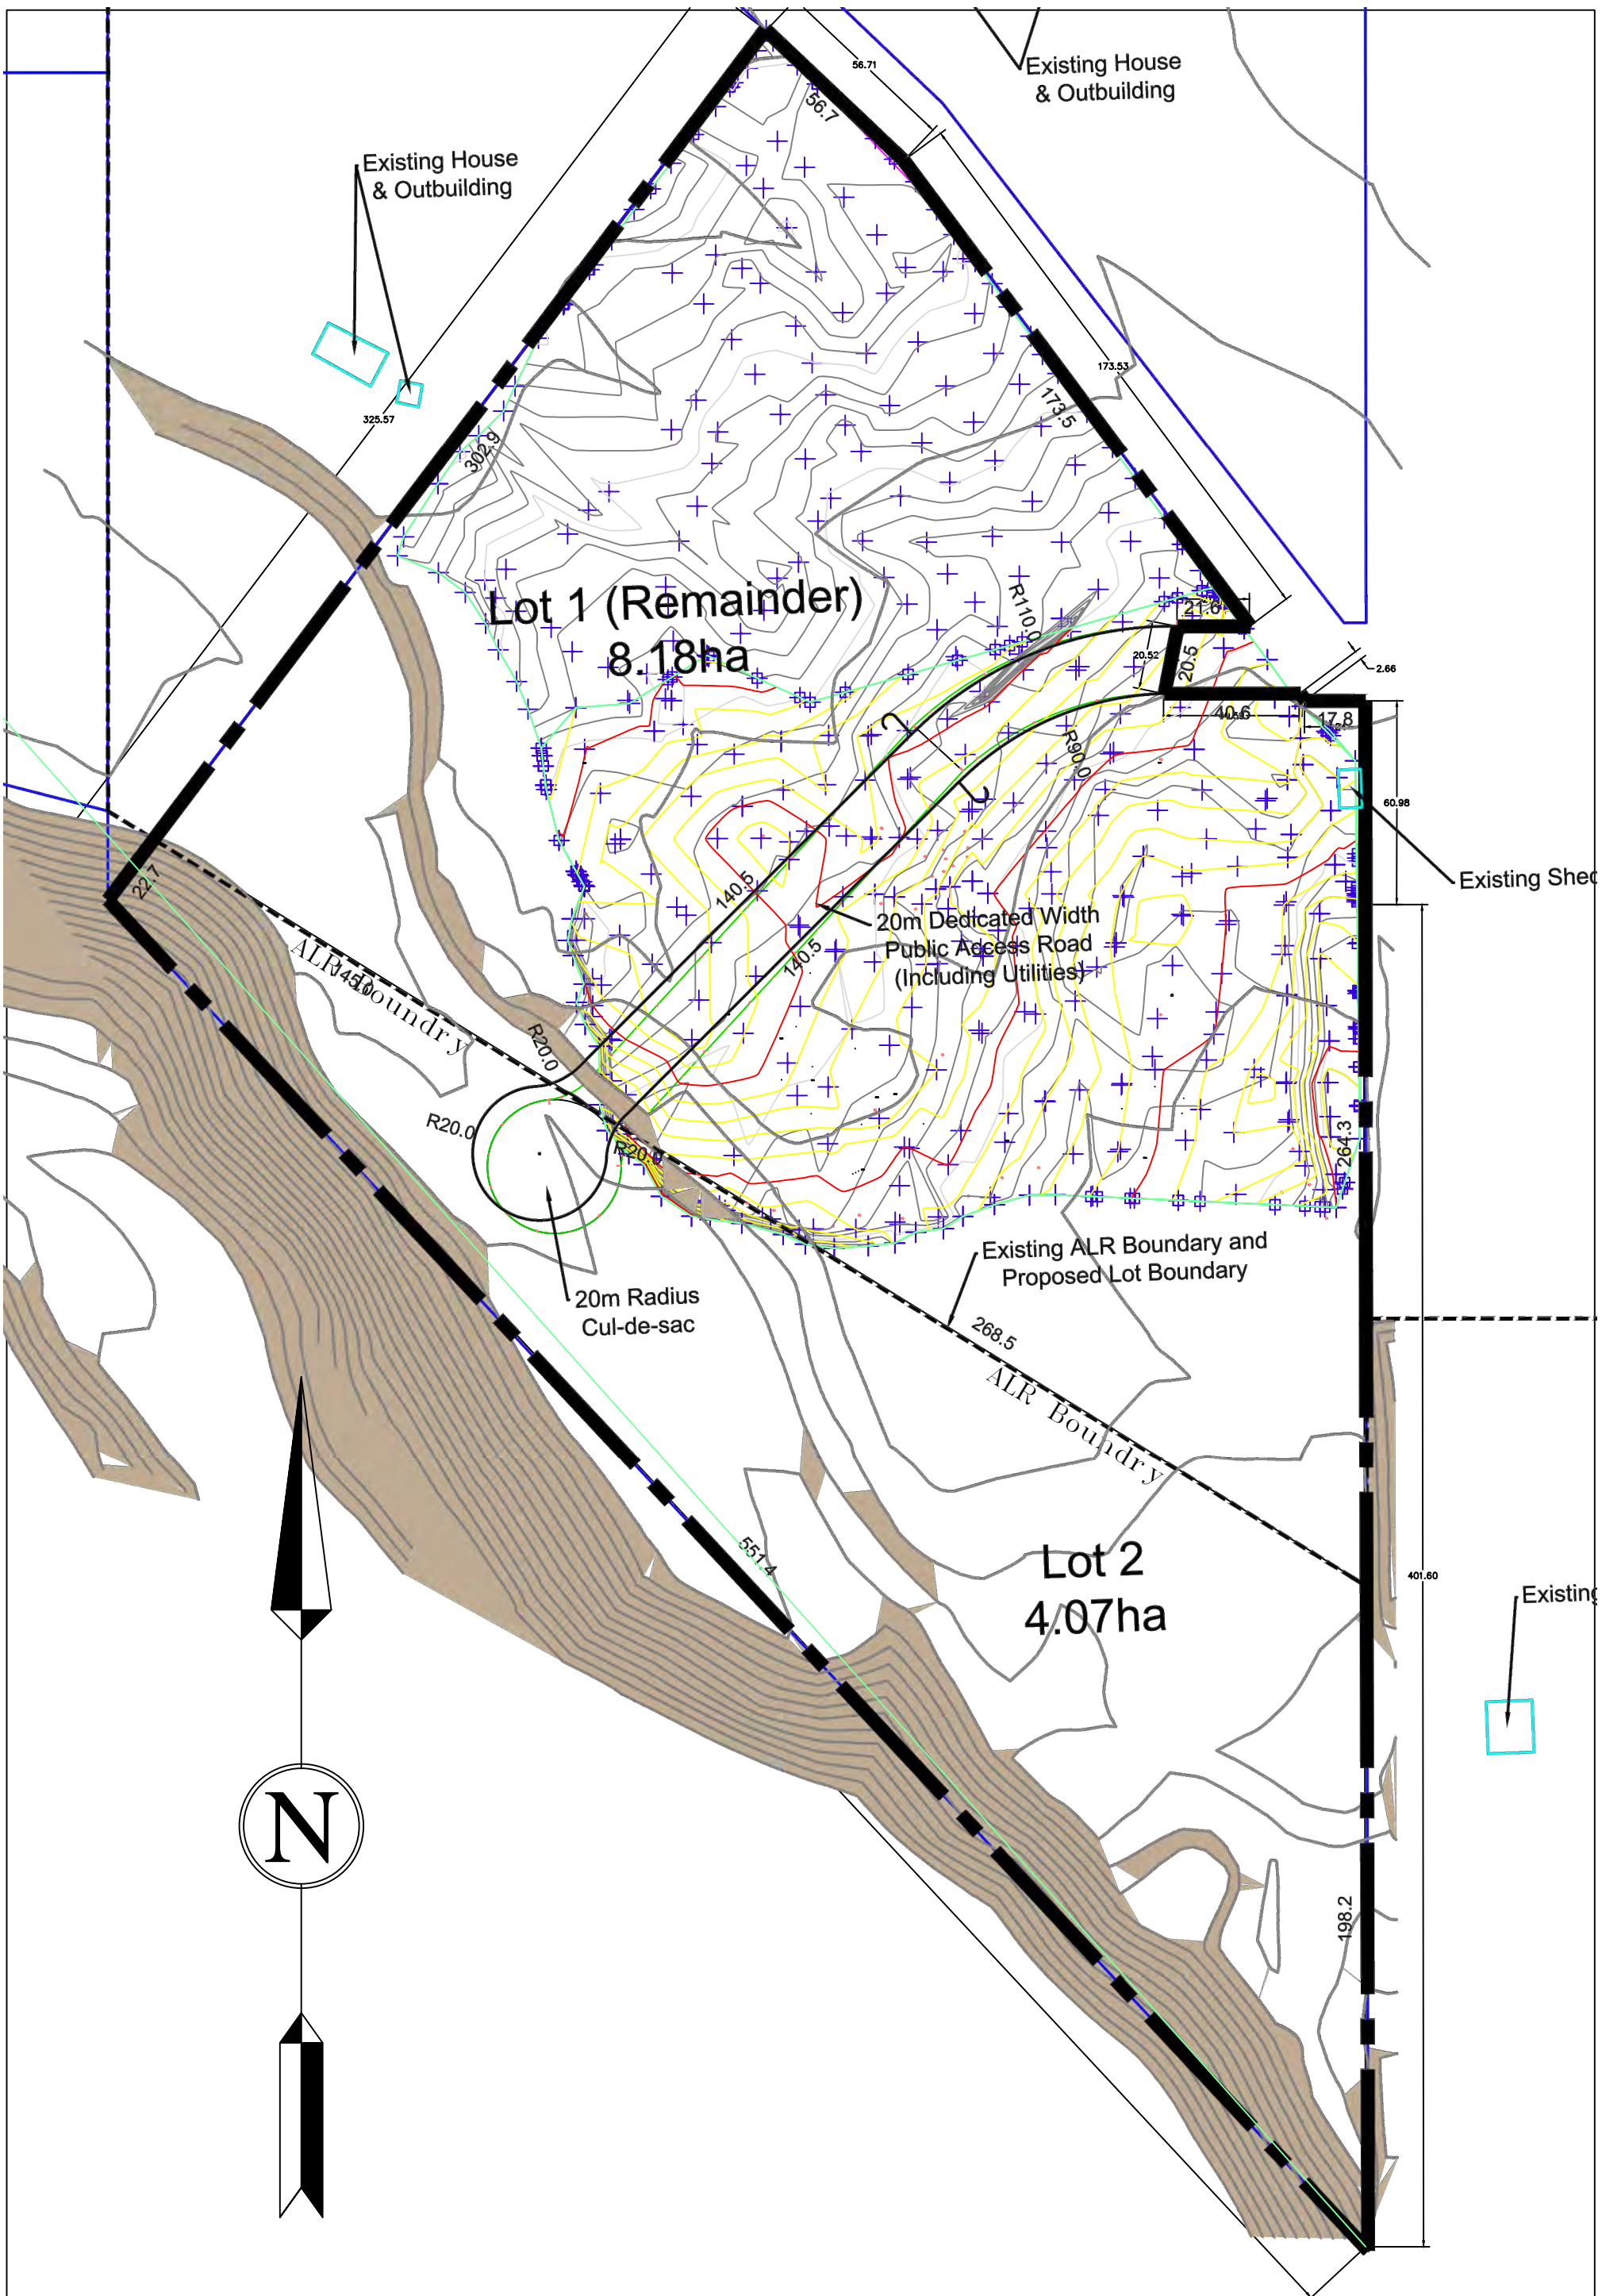 56.71
56.7
Existing House
& Outbuilding
Existing House
& Outbuilding
325.57
302.9
173.53
173.5
Lot 1 (Remainder)
8.18ha
R110.0
21.6
20.52
20.5
2.66
40.6
17.8
R90.0
60.98
Existing Shed
22.7
140.5
140.5
20m Dedicated Width
Public Access Road
(Including Utilities)
ALR Boundry
145.0
R20.0
R20.0
R20.0
264.3
20m Radius
Cul-de-sac
Existing ALR Boundary and
Proposed Lot Boundary
268.5
ALR Boundry
551.4
Lot 2
4.07ha
401.60
Existing
198.2
N